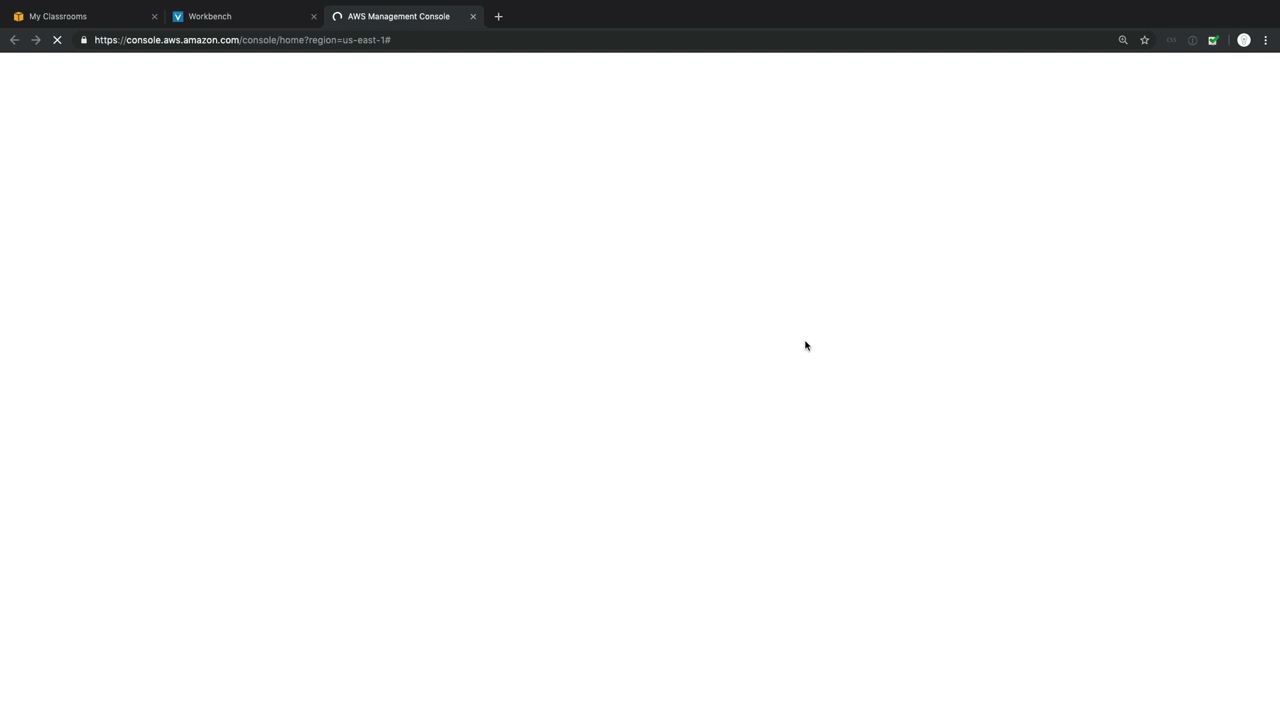 My Classrooms
Workbench
AWS Management Console
https://console.aws.amazon.com/console/home?region=us-east-1#